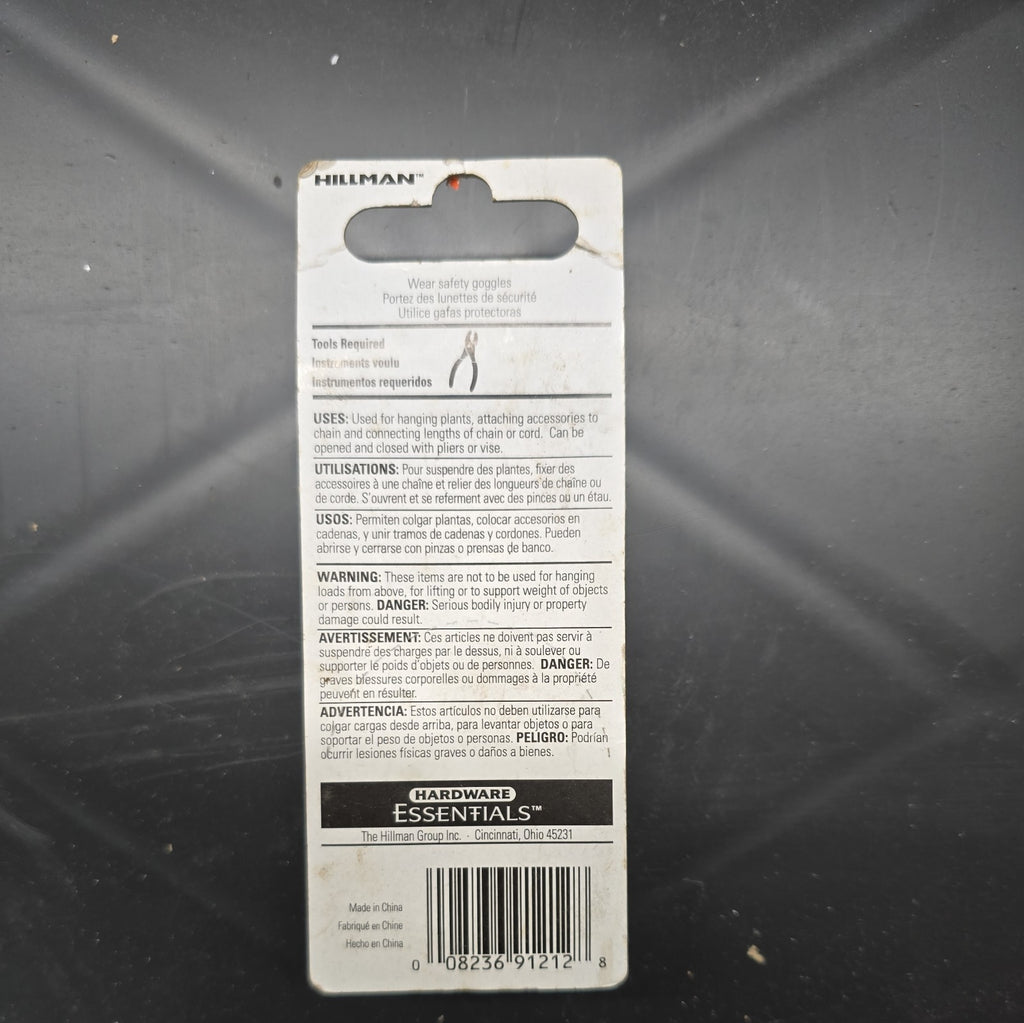 HILLMAN™
Wear safety goggles
Portez des lunettes de sécurité
Utilice gafas protectoras
Tools Required
Instruments voulu
Instrumentos requeridos
USES: Used for hanging plants, attaching accessories to
chain and connecting lengths of chain or cord. Can be
opened and closed with pliers or vise.
UTILISATIONS: Pour suspendre des plantes, fixer des
accessoires à une chaîne et relier des longueurs de chaîne ou
de corde. S'ouvrent et se referment avec des pinces ou un étau.
USOS: Permiten colgar plantas, colocar accesorios en
cadenas, y unir tramos de cadenas y cordones. Pueden
abrirse y cerrarse con pinzas o prensas de banco.
WARNING: These items are not to be used for hanging
loads from above, for lifting or to support weight of objects
or persons. DANGER: Serious bodily injury or property
damage could result.
AVERTISSEMENT: Ces articles ne doivent pas servir à
suspendre des charges par le dessus, ni à soulever ou
supporter le poids d'objets ou de personnes. DANGER: De
graves blessures corporelles ou dommages à la propriété
peuvent en résulter.
ADVERTENCIA: Estos artículos no deben utilizarse para
colgar cargas desde arriba, para levantar objetos o para
soportar el peso de objetos o personas. PELIGRO: Podrían
ocurrir lesiones físicas graves o daños a bienes.
HARDWARE
ESSENTIALS™
The Hillman Group Inc. · Cincinnati, Ohio 45231
Made in China
Fabriqué en Chine
Hecho en China
0 08236 91212 8